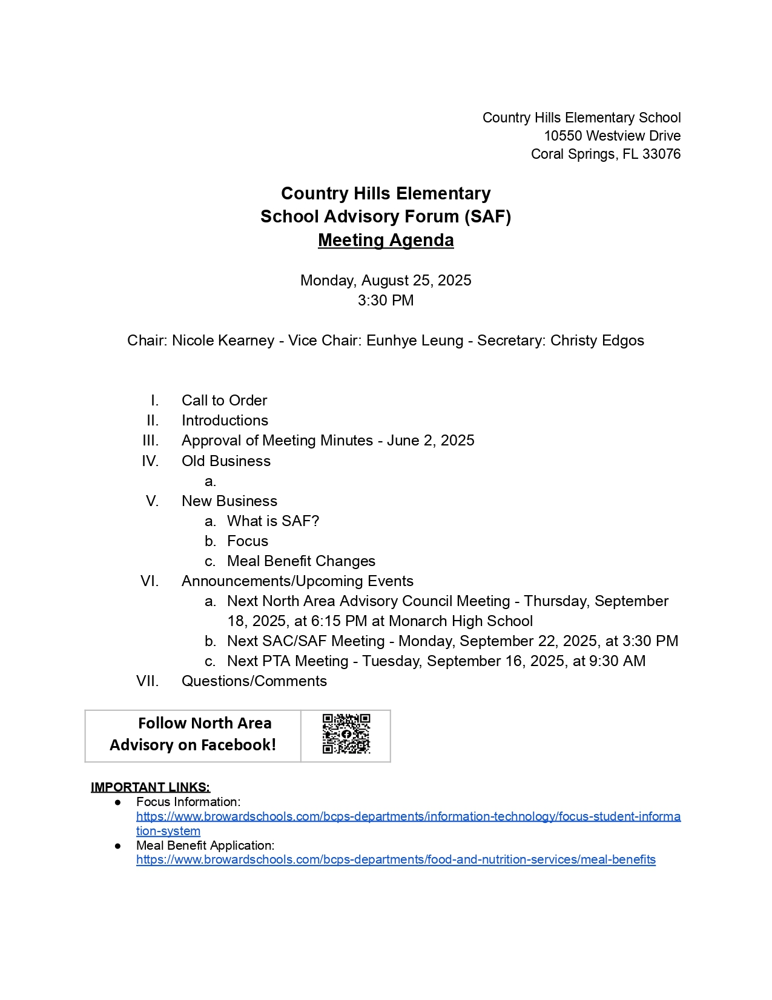 Country Hills Elementary School
10550 Westview Drive
Coral Springs, FL 33076
Country Hills Elementary
School Advisory Forum (SAF)
Meeting Agenda
Monday, August 25, 2025
3:30 PM
Chair: Nicole Kearney - Vice Chair: Eunhye Leung - Secretary: Christy Edgos
I. Call to Order
II. Introductions
III. Approval of Meeting Minutes - June 2, 2025
IV. Old Business
a.
V. New Business
a. What is SAF?
b. Focus
c. Meal Benefit Changes
VI. Announcements/Upcoming Events
a. Next North Area Advisory Council Meeting - Thursday, September
18, 2025, at 6:15 PM at Monarch High School
b. Next SAC/SAF Meeting - Monday, September 22, 2025, at 3:30 PM
c. Next PTA Meeting - Tuesday, September 16, 2025, at 9:30 AM
VII. Questions/Comments
Follow North Area
Advisory on Facebook!
IMPORTANT LINKS:
● Focus Information:
https://www.browardschools.com/bcps-departments/information-technology/focus-student-informa
tion-system
● Meal Benefit Application:
https://www.browardschools.com/bcps-departments/food-and-nutrition-services/meal-benefits